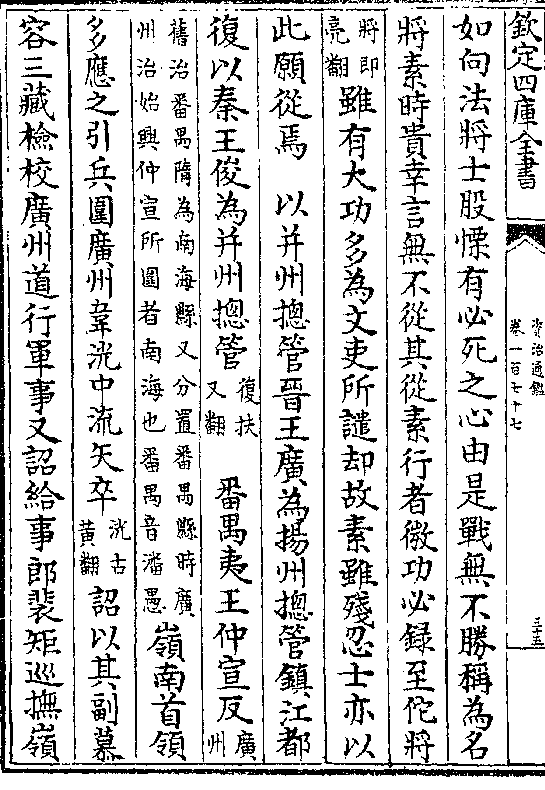 欽定四庫全書
資治通鑑
卷一百七十七
三十五
如向法將士股慄有必死之心由是戰無不勝稱為名
將素時貴幸言無不從其從素行者微功必録至佗將
將即亮翻
雖有大功多為文吏所譴却故素雖殘忍士亦以
此願從焉 以并州摠管晉王廣為揚州摠管鎮江都
復以秦王俊為并州摠管
復扶又翻
番禺夷王仲宣反
廣州
舊治番禺隋為南海縣又分置番禺縣時廣
州治始興仲宣所圍者南海也番禺音潘愚
嶺南首領
多應之引兵圍廣州韋洸中流矢卒
洸古黄翻
詔以其副慕
容三藏檢校廣州道行軍事又詔給事郎裴矩巡撫嶺